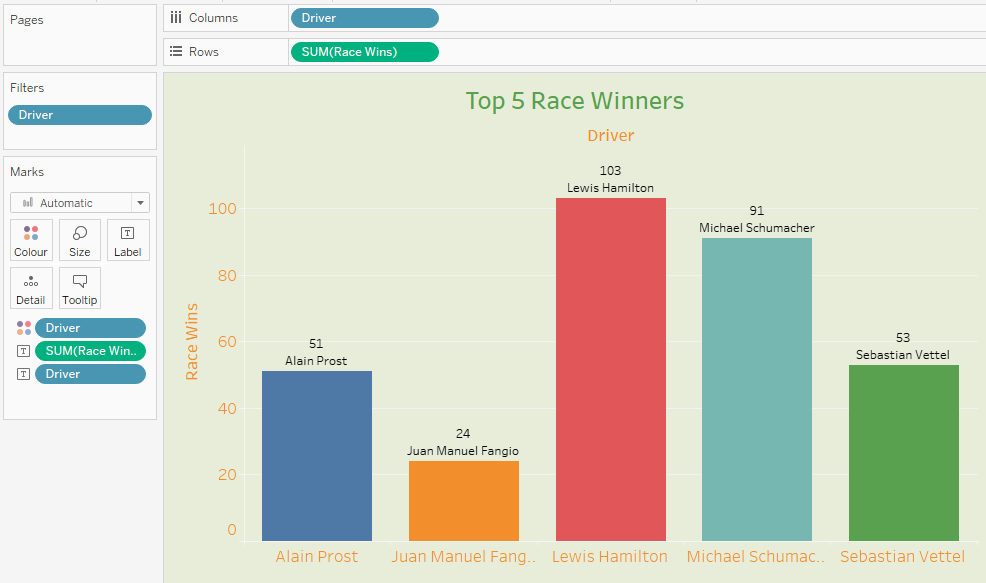 Pages
Columns
Driver
Rows
SUM(Race Wins)
Filters
Driver
Marks
Automatic
Colour
Size
Label
Detail
Tooltip
Driver
SUM(Race Win..
Driver
Top 5 Race Winners
Driver
Race Wins
100
80
60
40
20
0
51
Alain Prost
24
Juan Manuel Fangio
103
Lewis Hamilton
91
Michael Schumacher
53
Sebastian Vettel
Alain Prost
Juan Manuel Fang..
Lewis Hamilton
Michael Schumac..
Sebastian Vettel